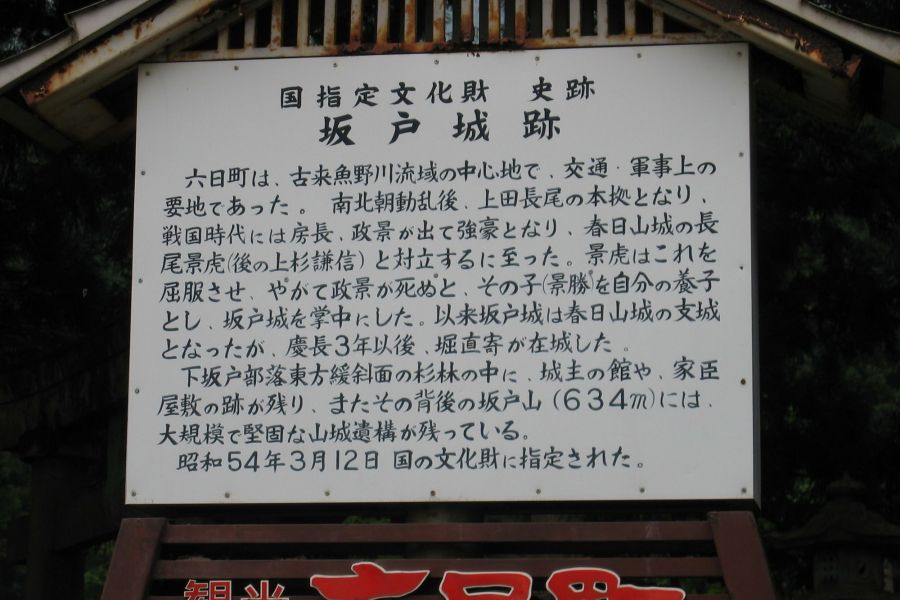 国指定文化財　史跡
坂戸城跡
六日町は、古来魚野川流域の中心地で、交通・軍事上の
要地であった。南北朝動乱後、上田長尾の本拠となり、
戦国時代には房長、政景が出て強豪となり、春日山城の長
尾景虎(後の上杉謙信)と対立するに至った。景虎はこれを
屈服させ、やがて政景が死ぬと、その子(景勝)を自分の養子
とし、坂戸城を掌中にした。以来坂戸城は春日山城の支城
となったが、慶長3年以後、堀直寄が在城した。
下坂戸部落東方緩斜面の杉林の中に、城主の館や、家臣
屋敷の跡が残り、またその背後の坂戸山(634m)には、
大規模で堅固な山城遺構が残っている。
昭和54年3月12日 国の文化財に指定された。
観光 六日町